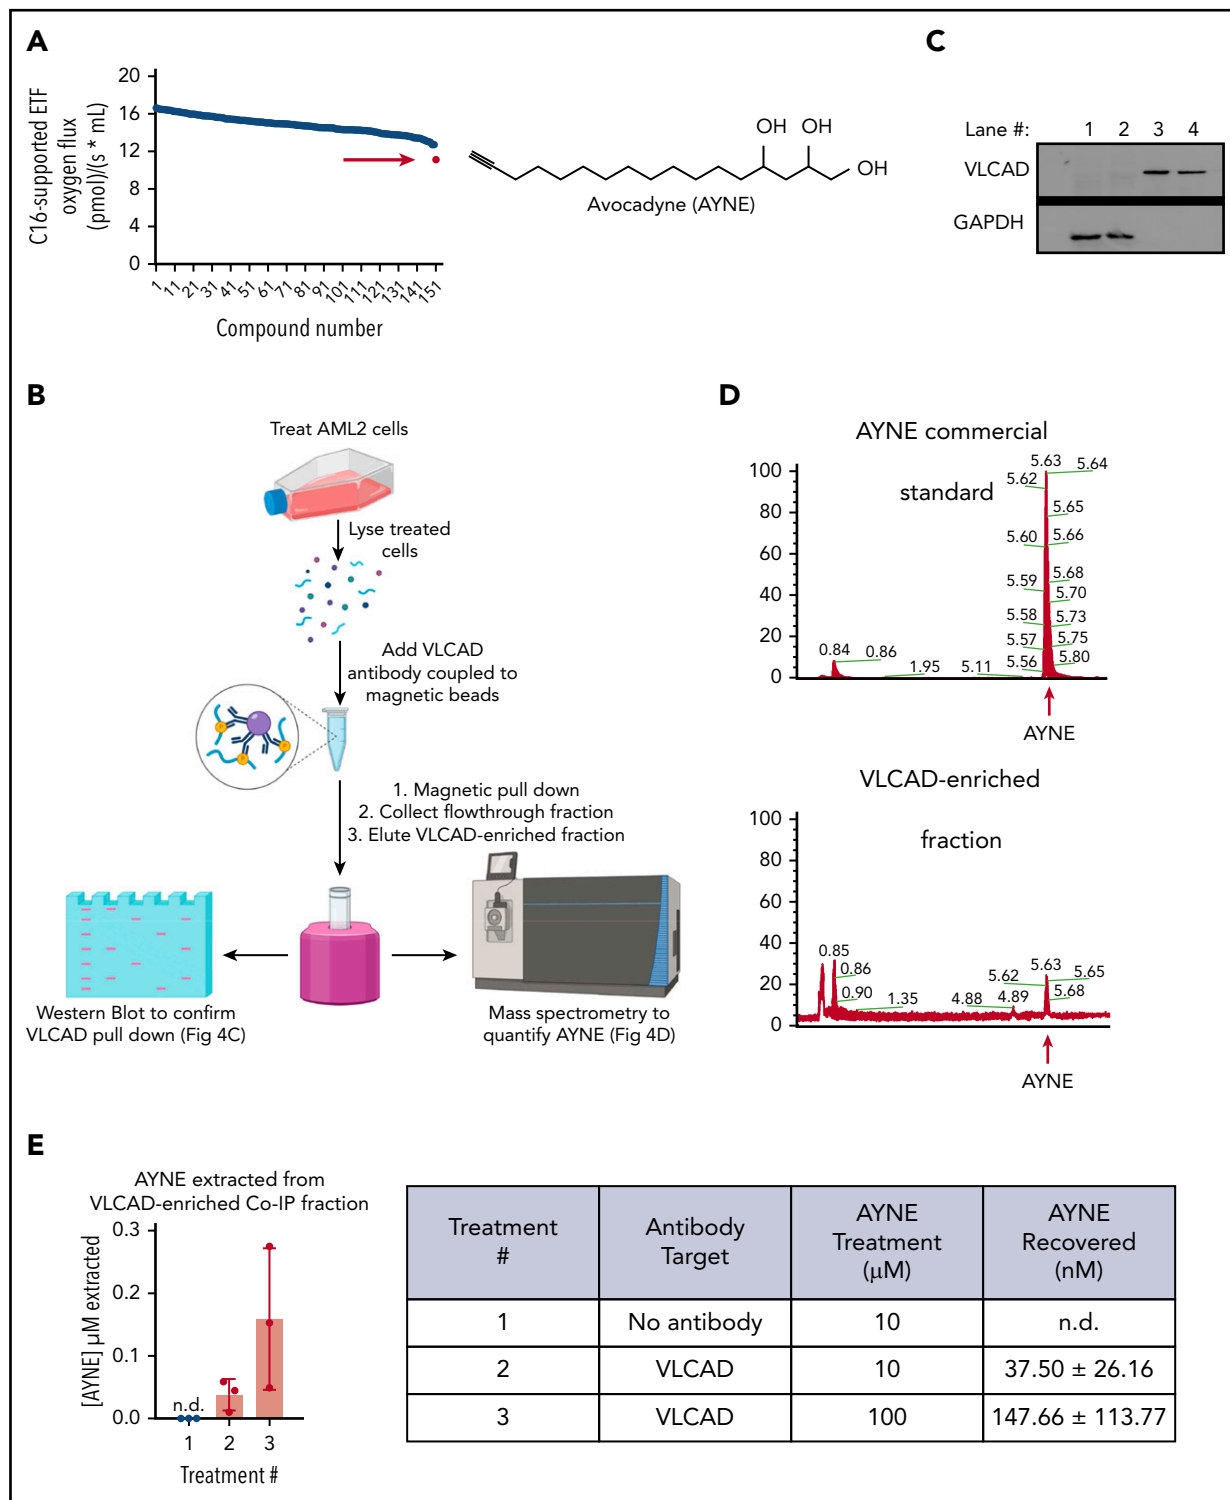 A
C16-supported ETF
oxygen flux
(pmol)/(s * mL)
20
16
12
8
4
0
1
11
21
31
41
51
61
71
81
91
101
111
121
131
141
151
Compound number
OH OH
OH
Avocadyne (AYNE)
C
Lane #: 1 2 3 4
VLCAD
GAPDH
B
Treat AML2 cells
Lyse treated
cells
Add VLCAD
antibody coupled to
magnetic beads
P P P
1. Magnetic pull down
2. Collect flowthrough fraction
3. Elute VLCAD-enriched fraction
Western Blot to confirm
VLCAD pull down (Fig 4C)
Mass spectrometry to
quantify AYNE (Fig 4D)
D
AYNE commercial
standard
100
80
60
40
20
0
0.84 0.86
1.95
5.11
5.63
5.62 5.64
5.65
5.60 5.66
5.59 5.68
5.70
5.58 5.73
5.57 5.75
5.56 5.80
AYNE
VLCAD-enriched
fraction
100
80
60
40
20
0
0.85
0.86
0.90 1.35
4.88 4.89
5.62 5.63 5.65
5.68
AYNE
E
AYNE extracted from
VLCAD-enriched Co-IP fraction
[AYNE] μM extracted
0.3
0.2
0.1
0.0
n.d.
1 2 3
Treatment #
Treatment
#
Antibody
Target
AYNE
Treatment
(μM)
AYNE
Recovered
(nM)
1 No antibody 10 n.d.
2 VLCAD 10 37.50 ± 26.16
3 VLCAD 100 147.66 ± 113.77